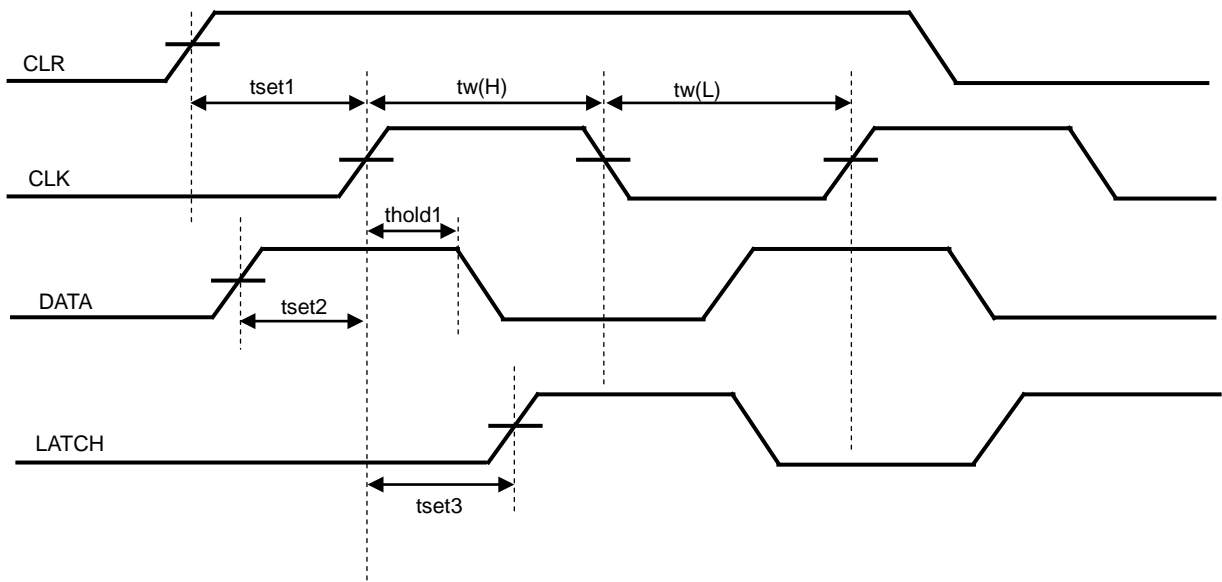 CLR
tset1
tw(H)
tw(L)
CLK
thold1
DATA
tset2
LATCH
tset3